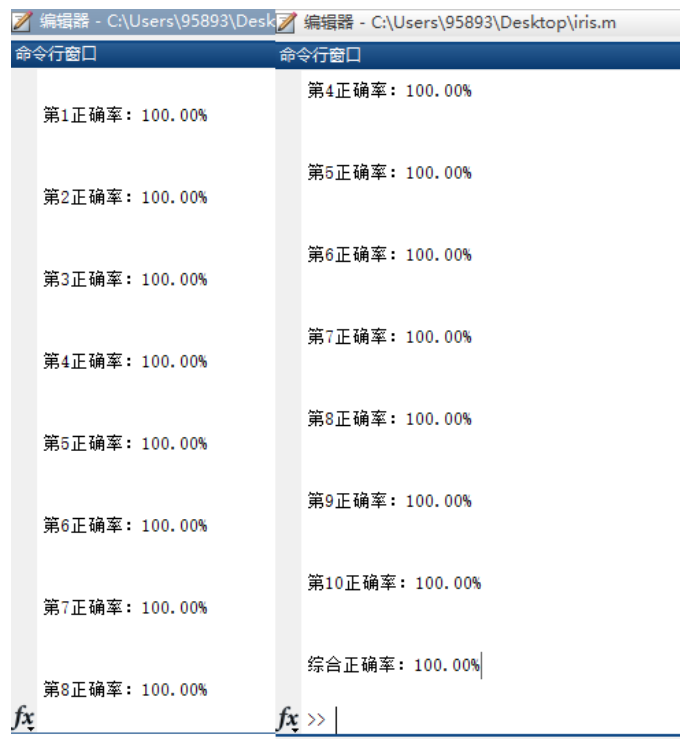 编辑器 - C:\Users\95893\Desk
命令行窗口
第1正确率: 100.00%
第2正确率: 100.00%
第3正确率: 100.00%
第4正确率: 100.00%
第5正确率: 100.00%
第6正确率: 100.00%
第7正确率: 100.00%
第8正确率: 100.00%
fx
编辑器 - C:\Users\95893\Desktop\iris.m
命令行窗口
第4正确率: 100.00%
第5正确率: 100.00%
第6正确率: 100.00%
第7正确率: 100.00%
第8正确率: 100.00%
第9正确率: 100.00%
第10正确率: 100.00%
综合正确率: 100.00%
fx >>